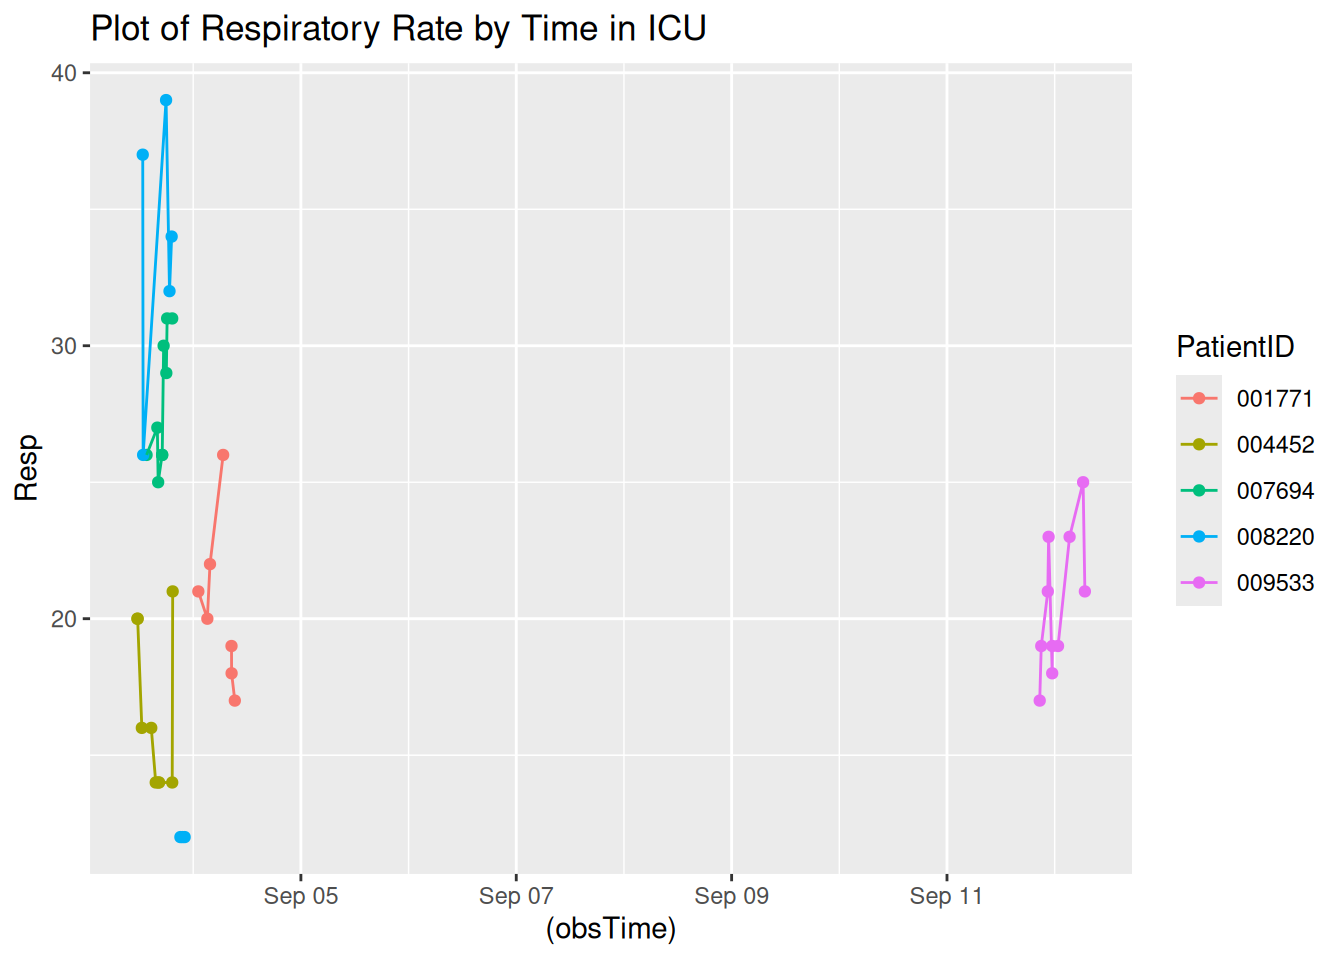 Plot of Respiratory Rate by Time in ICU
40
30
20
Resp
Sep 05
Sep 07
Sep 09
Sep 11
(obsTime)
PatientID
001771
004452
007694
008220
009533